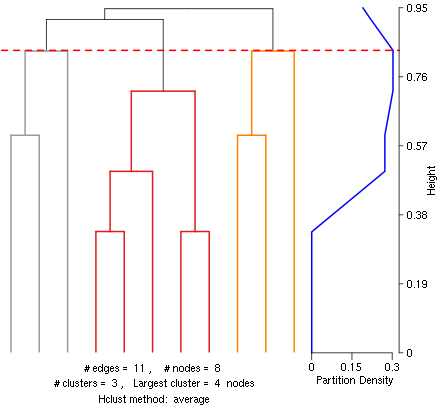 0.95
0.76
0.57
0.38
0.19
0
Height
0 0.15 0.3
Partition Density
# edges = 11 , # nodes = 8
# clusters = 3 , Largest cluster = 4 nodes
Hclust method: average